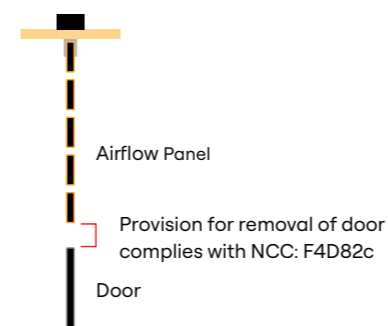 Airflow Panel
Provision for removal of door
complies with NCC: F4D82c
Door